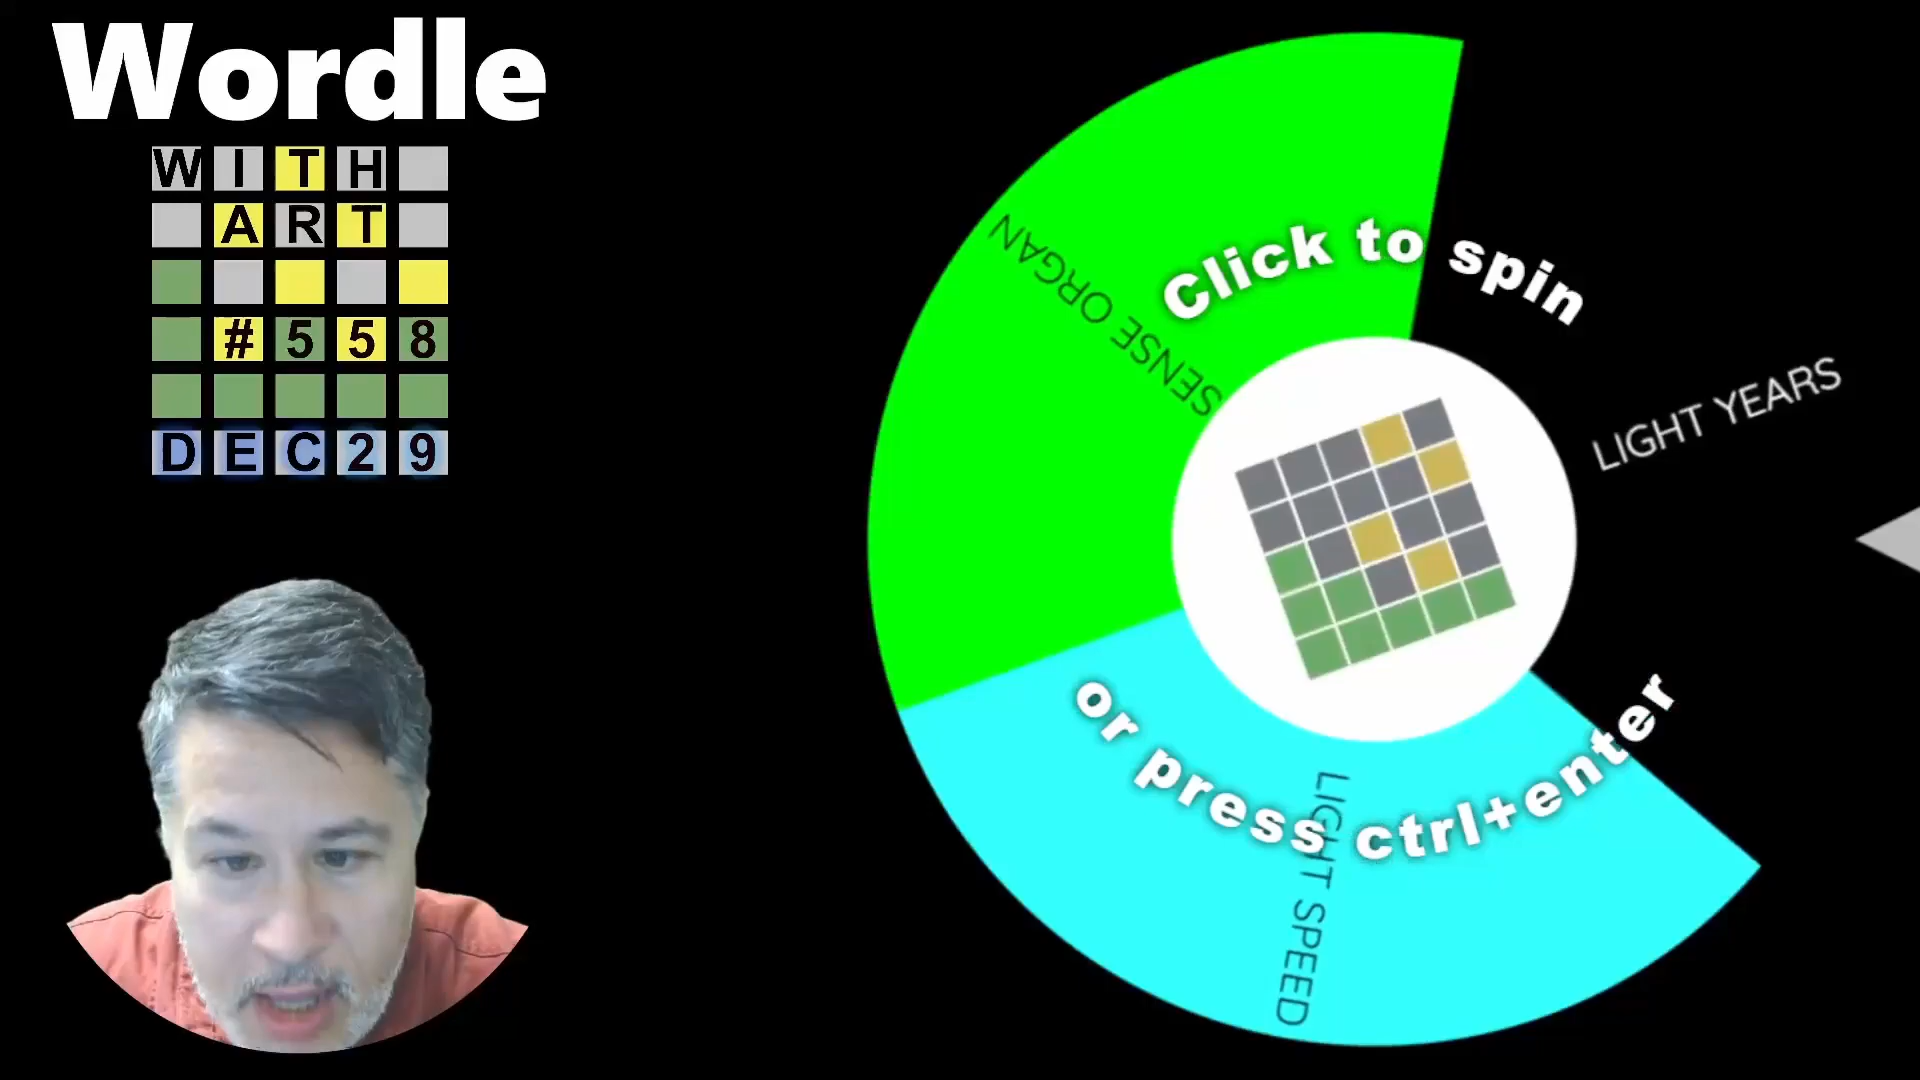 Wordle
WITH
ART
#558
DEC29
SENSE ORGAN
Click to spin
LIGHT YEARS
or press ctrl+enter
LIGHT SPEED